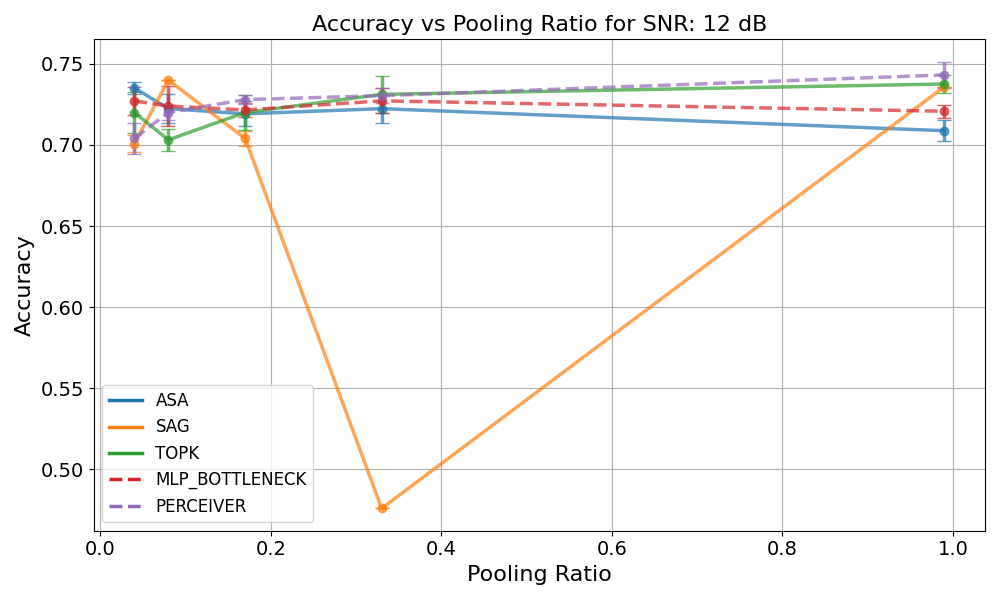 Accuracy vs Pooling Ratio for SNR: 12 dB
Accuracy
0.75
0.70
0.65
0.60
0.55
0.50
ASA
SAG
TOPK
MLP_BOTTLENECK
PERCEIVER
0.0 0.2 0.4 0.6 0.8 1.0
Pooling Ratio